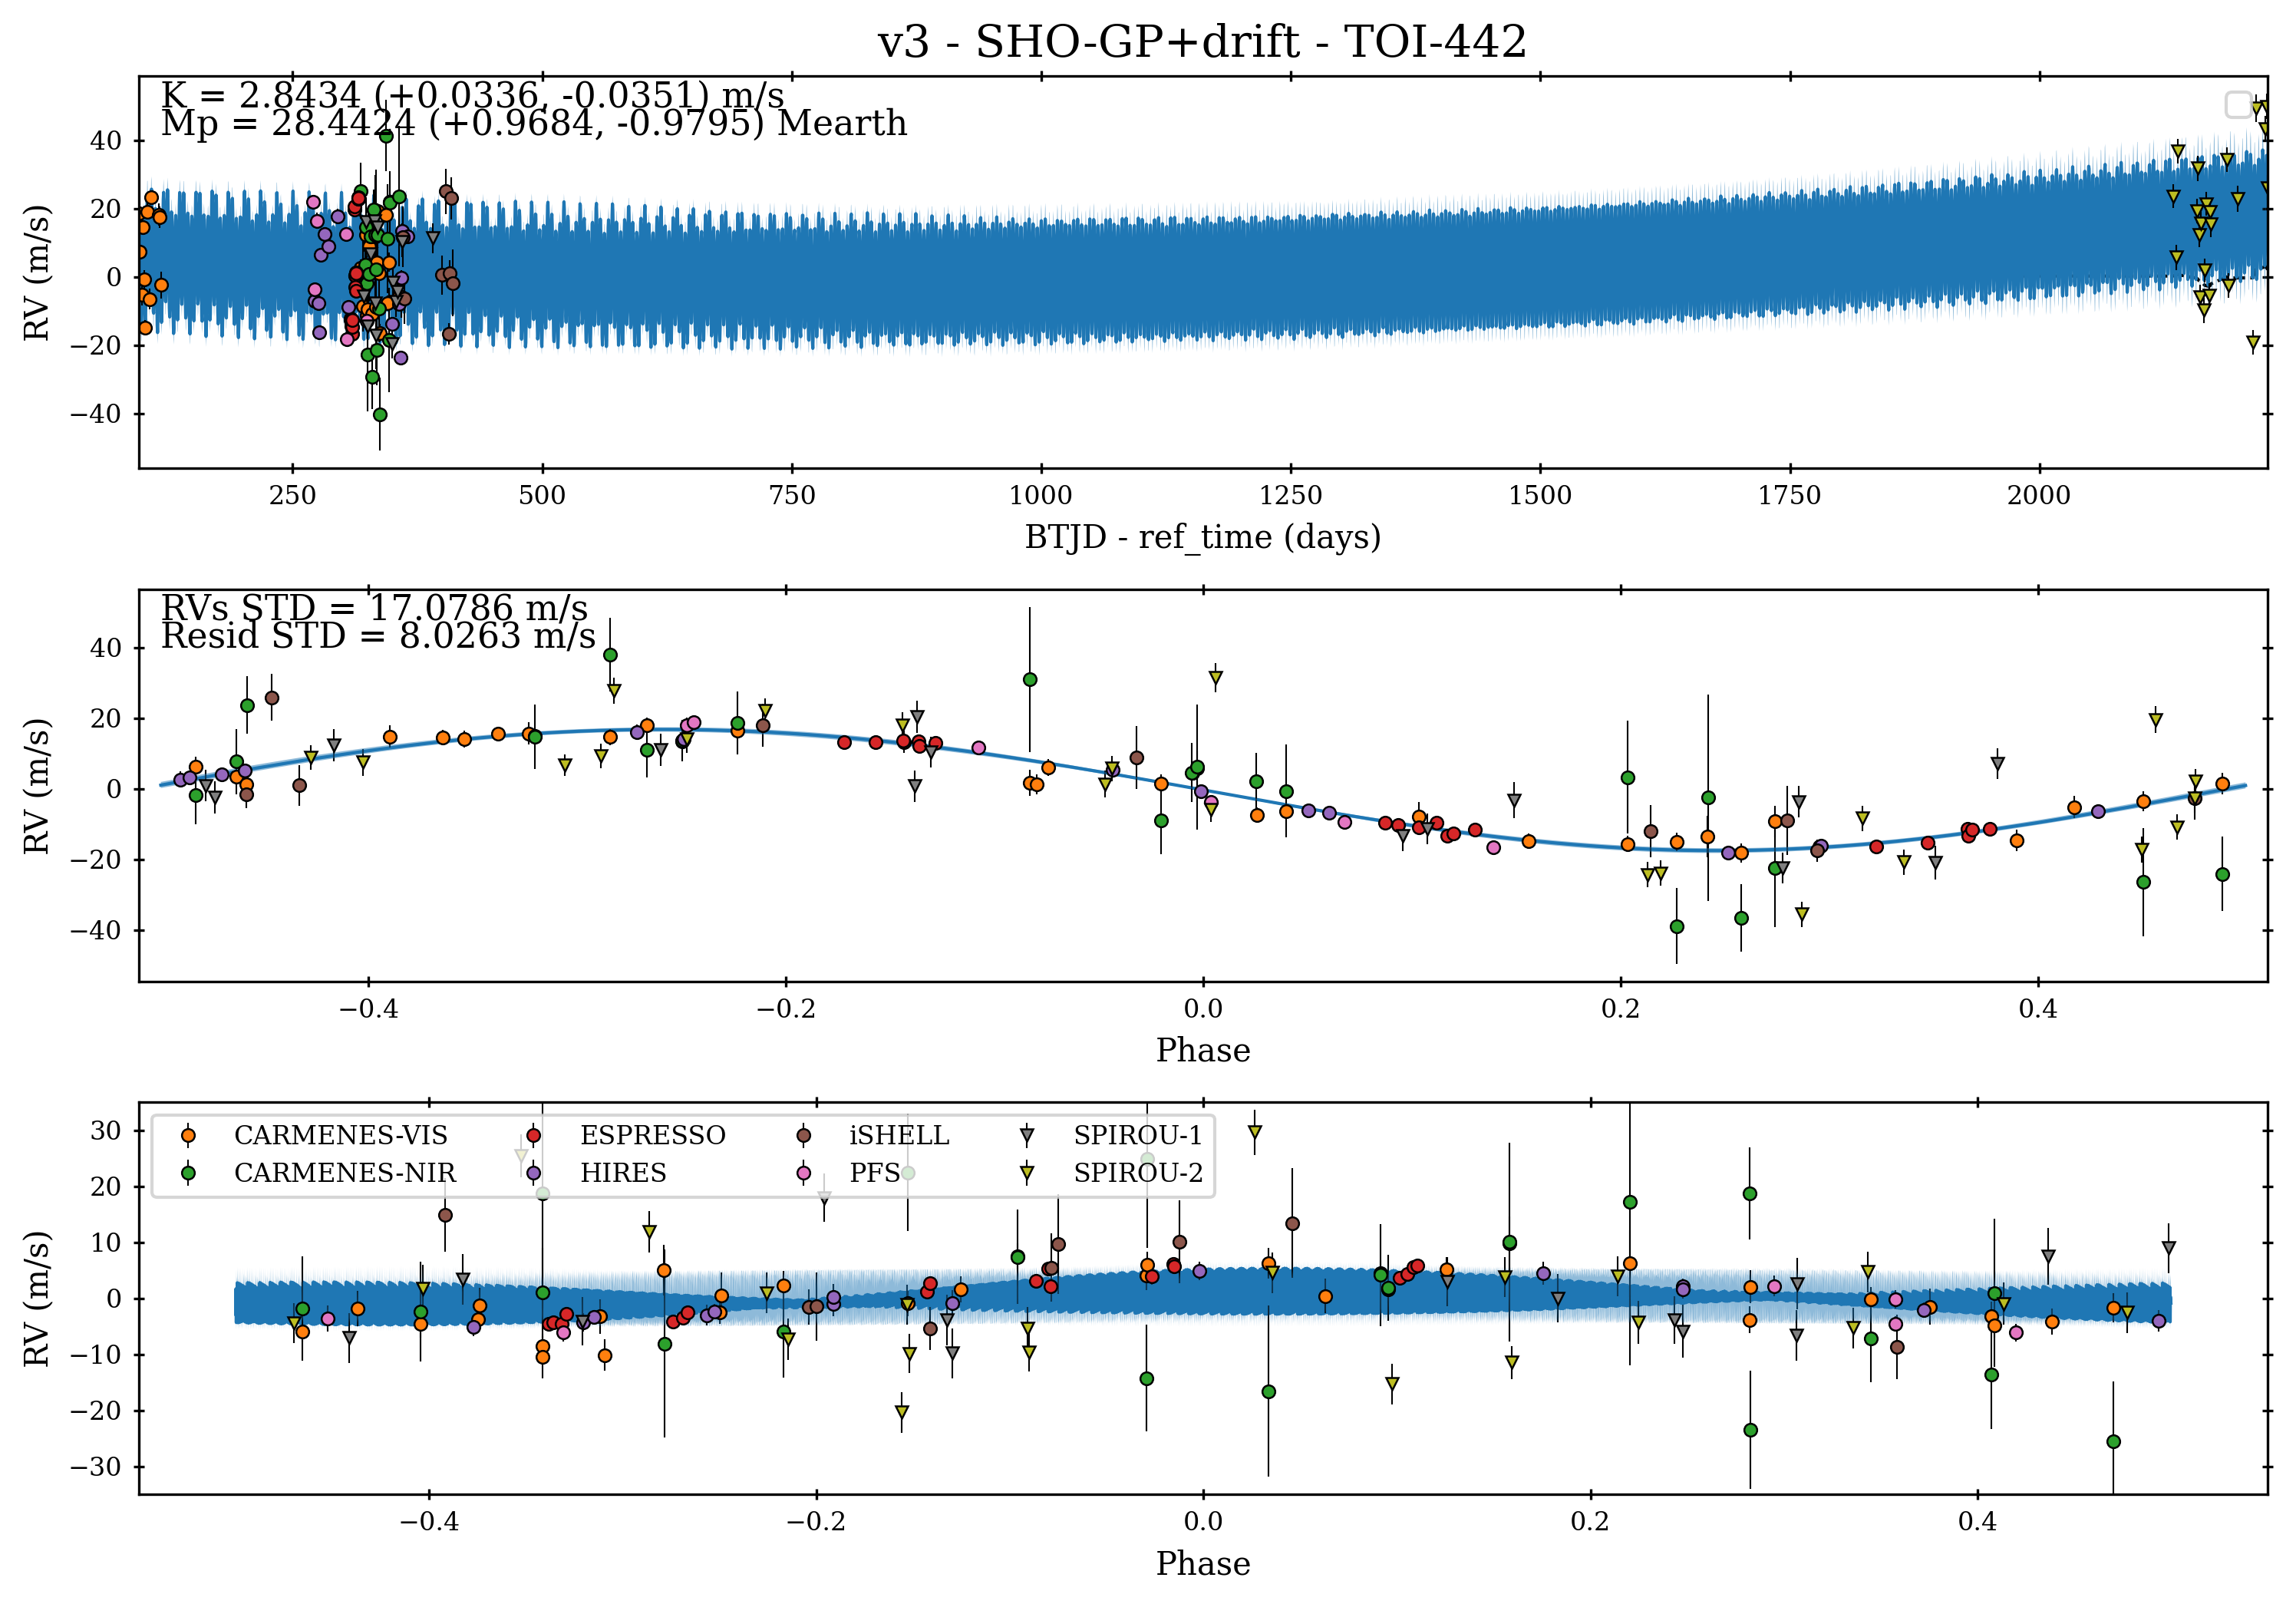 v3 - SHO-GP+drift - TOI-442
K = 2.8434 (+0.0336, -0.0351) m/s
Mp = 28.4424 (+0.9684, -0.9795) Mearth
RV (m/s)
40
20
0
−20
−40
250 500 750 1000 1250 1500 1750 2000
BTJD - ref_time (days)
RVs STD = 17.0786 m/s
Resid STD = 8.0263 m/s
RV (m/s)
40
20
0
−20
−40
−0.4 −0.2 0.0 0.2 0.4
Phase
CARMENES-VIS ESPRESSO iSHELL SPIROU-1
CARMENES-NIR HIRES PFS SPIROU-2
RV (m/s)
30
20
10
0
−10
−20
−30
−0.4 −0.2 0.0 0.2 0.4
Phase